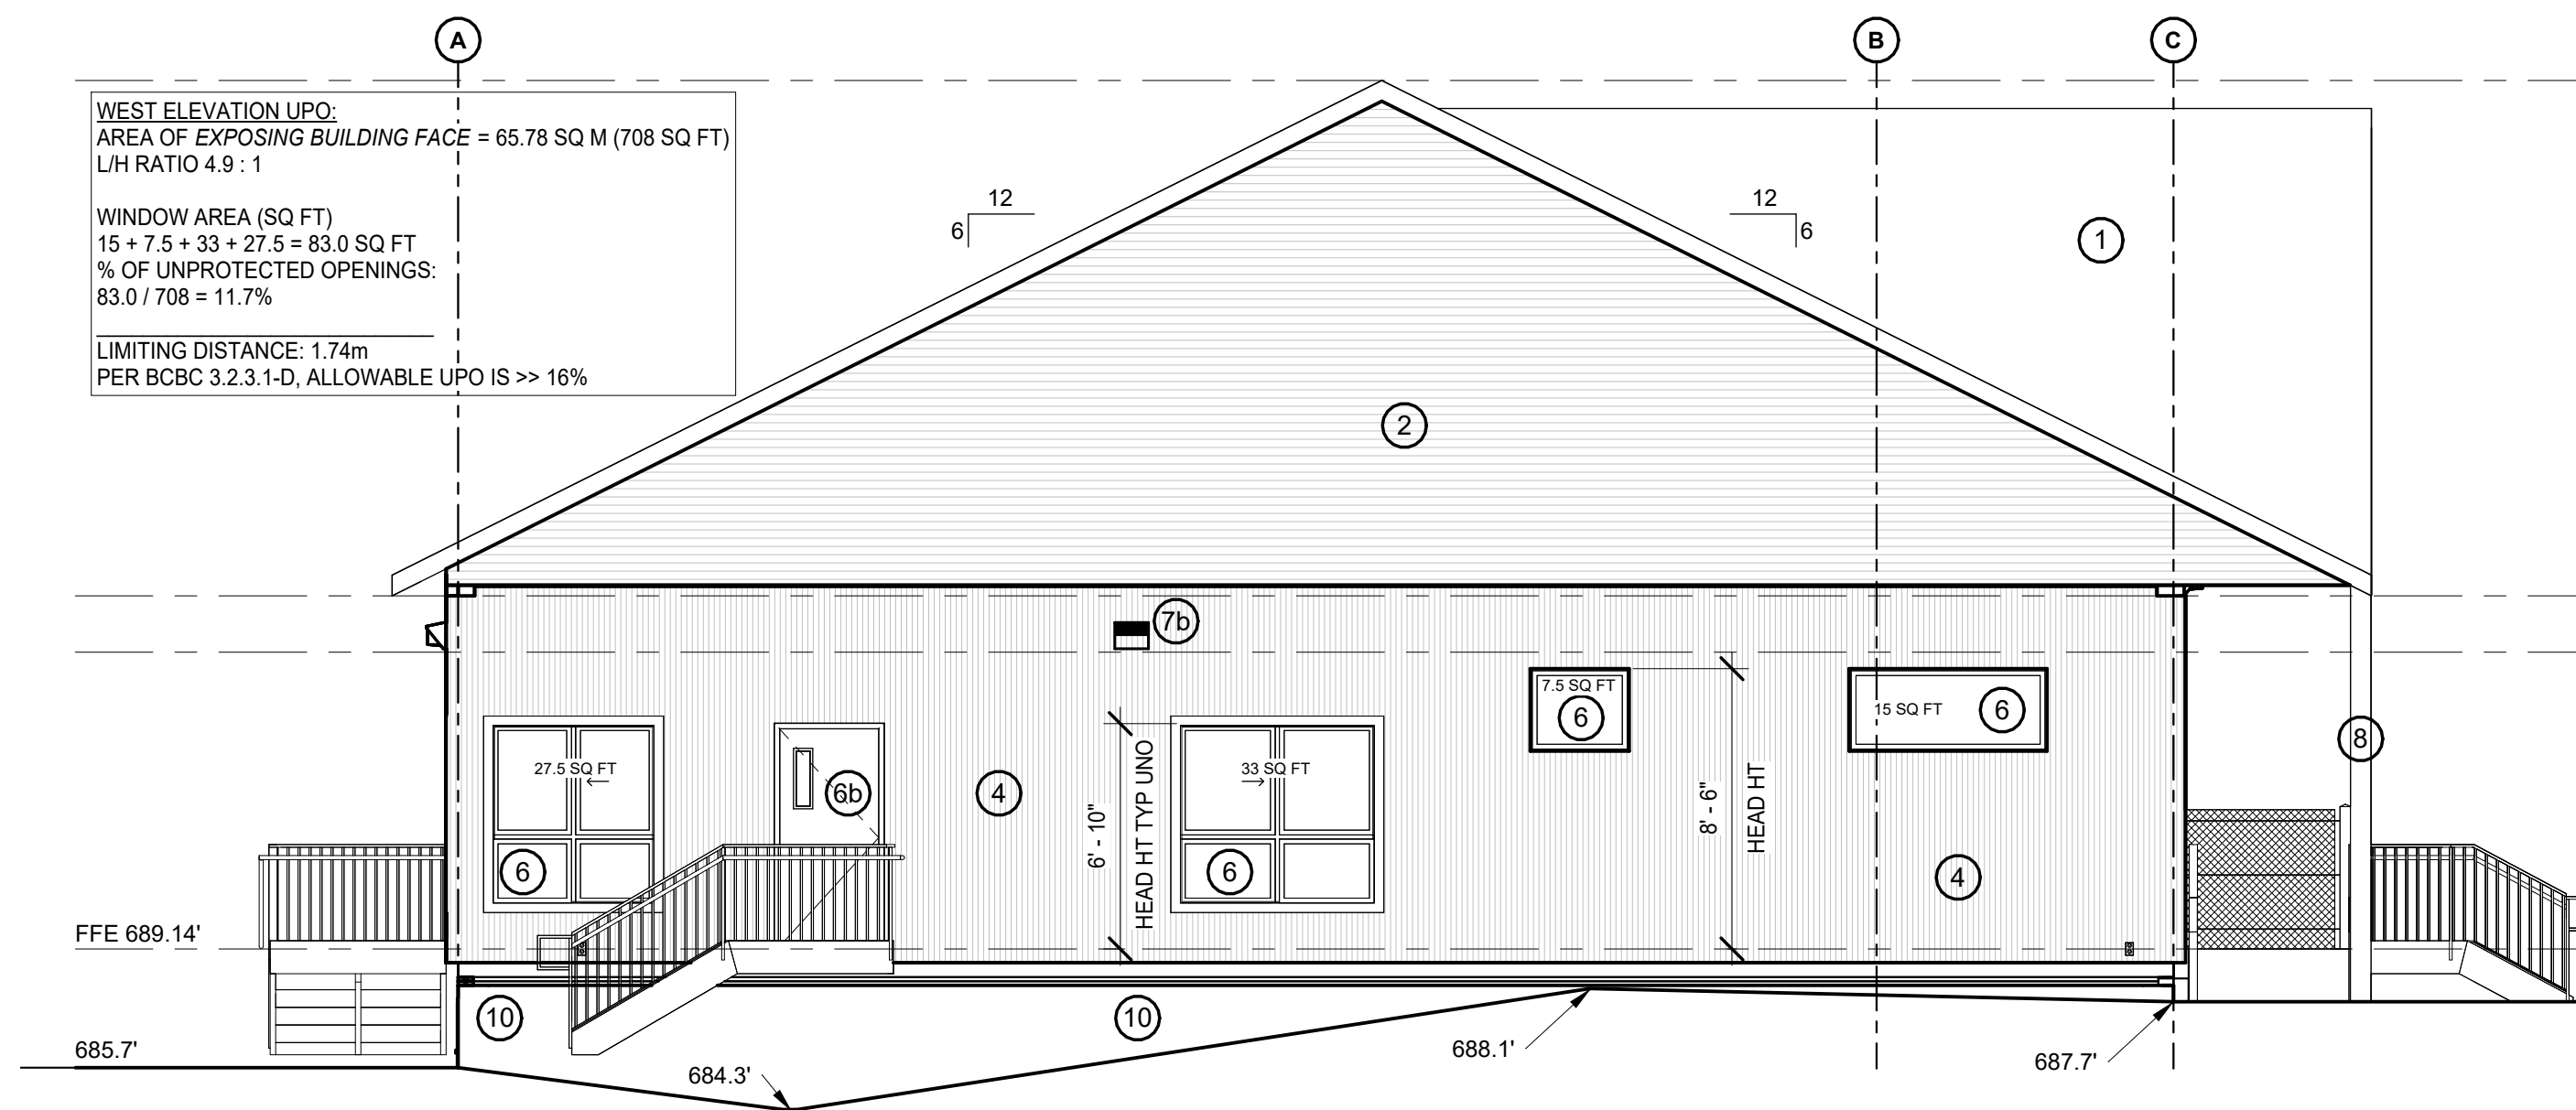 A
B
C
WEST ELEVATION UPO:
AREA OF EXPOSING BUILDING FACE = 65.78 SQ M (708 SQ FT)
L/H RATIO 4.9 : 1
WINDOW AREA (SQ FT)
15 + 7.5 + 33 + 27.5 = 83.0 SQ FT
% OF UNPROTECTED OPENINGS:
83.0 / 708 = 11.7%
LIMITING DISTANCE: 1.74m
PER BCBC 3.2.3.1-D, ALLOWABLE UPO IS >> 16%
12
6
12
6
1
2
7b
7.5 SQ FT
6
15 SQ FT
6
8
27.5 SQ FT
6b
4
33 SQ FT
6' - 10"
HEAD HT TYP UNO
8' - 6"
HEAD HT
6
6
4
FFE 689.14'
10
10
685.7'
684.3'
688.1'
687.7'